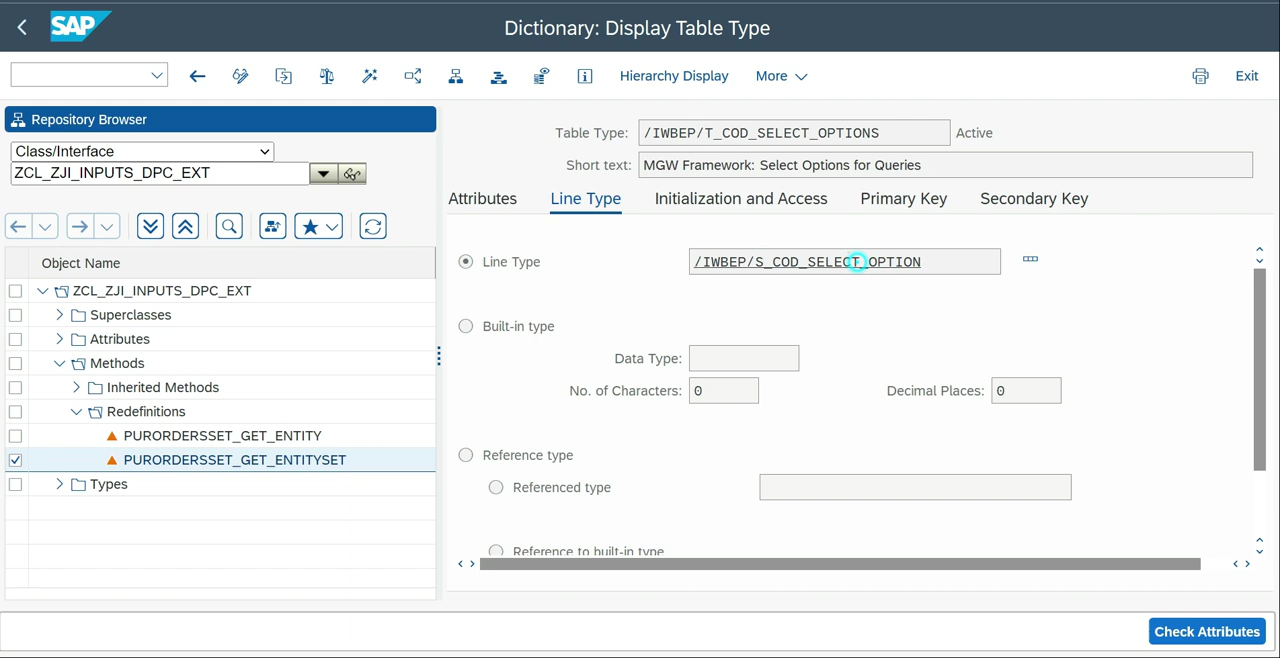 SAP
Dictionary: Display Table Type
Hierarchy Display
More
Exit
Repository Browser
Class/Interface
ZCL_ZJI_INPUTS_DPC_EXT
Object Name
ZCL_ZJI_INPUTS_DPC_EXT
Superclasses
Attributes
Methods
Inherited Methods
Redefinitions
PURORDERSSET_GET_ENTITY
PURORDERSSET_GET_ENTITYSET
Types
Table Type: /IWBEP/T_COD_SELECT_OPTIONS Active
Short text: MGW Framework: Select Options for Queries
Attributes Line Type Initialization and Access Primary Key Secondary Key
Line Type /IWBEP/S_COD_SELECT_OPTION
Built-in type
Data Type:
No. of Characters: 0 Decimal Places: 0
Reference type
Referenced type
Reference to built-in type
Check Attributes